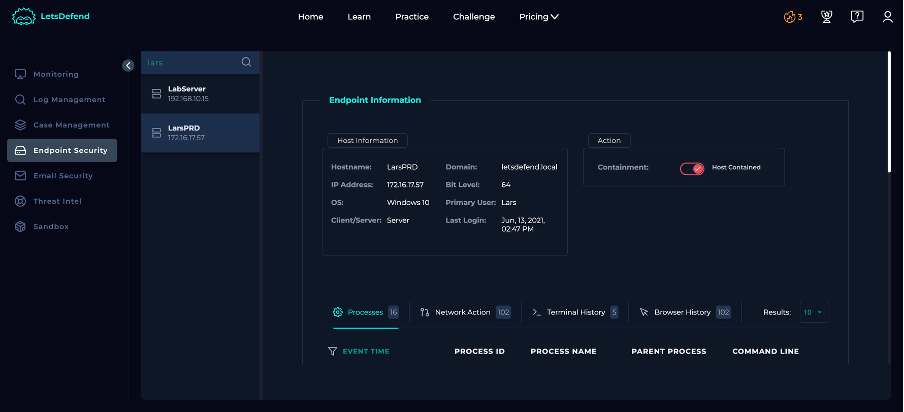 LetsDefend
Home Learn Practice Challenge Pricing
3
Monitoring
Log Management
Case Management
Endpoint Security
Email Security
Threat Intel
Sandbox
lars
LabServer
192.168.10.15
LarsPRD
172.16.17.57
Endpoint Information
Host Information
Hostname: LarsPRD Domain: letsdefend.local
IP Address: 172.16.17.57 Bit Level: 64
OS: Windows 10 Primary User: Lars
Client/Server: Server Last Login: Jun, 13, 2021,
02:47 PM
Action
Containment: Host Contained
Processes 16 Network Action 102 Terminal History 5 Browser History 102 Results: 10
EVENT TIME PROCESS ID PROCESS NAME PARENT PROCESS COMMAND LINE